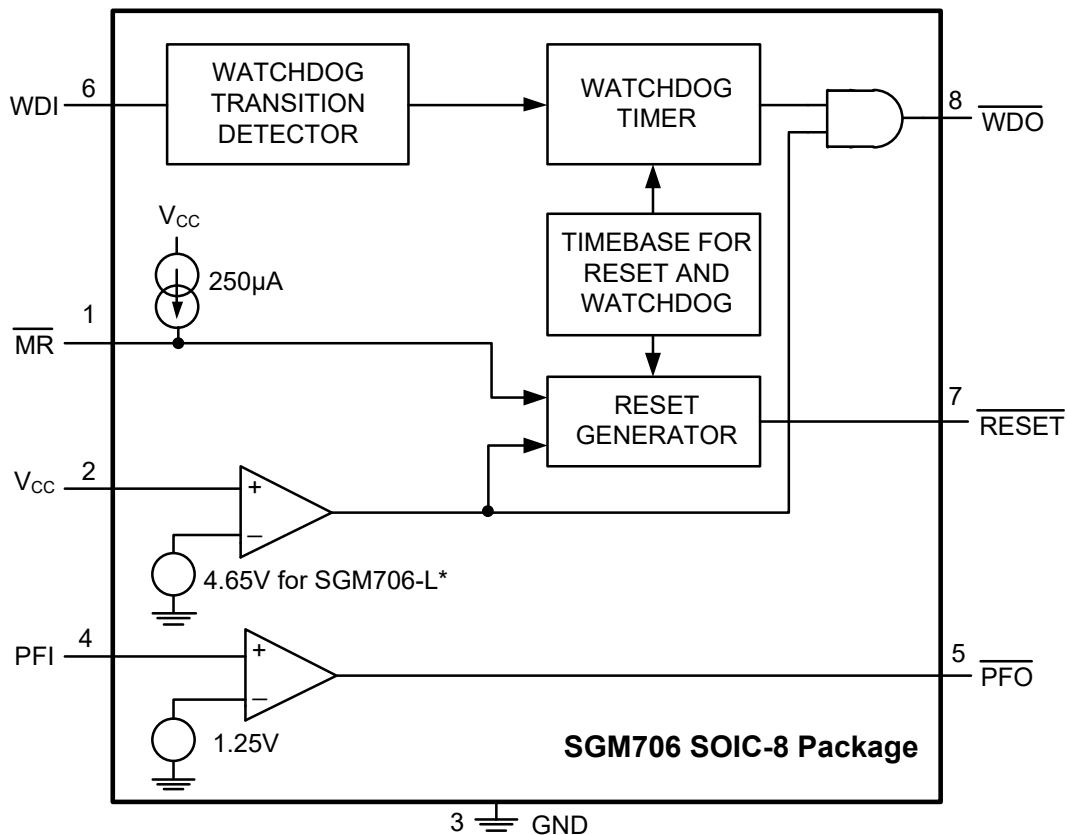 WDI
6
WATCHDOG
TRANSITION
DETECTOR
WATCHDOG
TIMER
8
WDO
VCC
250µA
TIMEBASE FOR
RESET AND
WATCHDOG
1
MR
RESET
GENERATOR
7
RESET
VCC
2
+
–
4.65V for SGM706-L*
PFI
4
+
–
1.25V
5
PFO
SGM706 SOIC-8 Package
3
GND